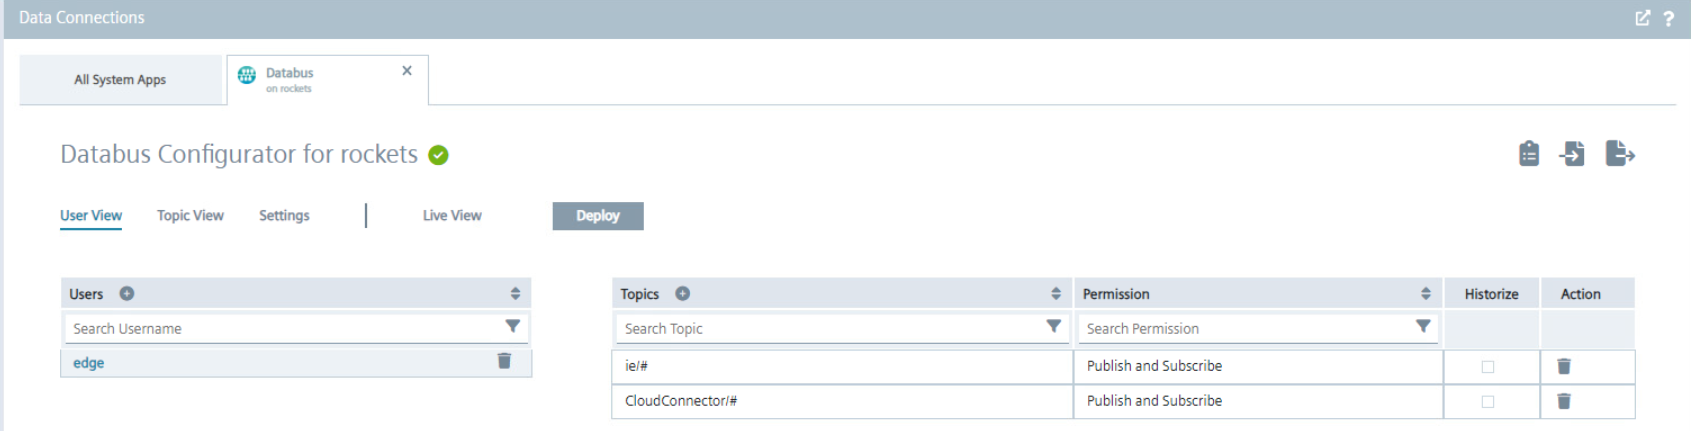 Data Connections
?
All System Apps
Databus
on rockets
Databus Configurator for rockets
User View Topic View Settings Live View Deploy
Users Topics Permission Historize Action
Search Username Search Topic Search Permission
edge
ie/# Publish and Subscribe
CloudConnector/# Publish and Subscribe